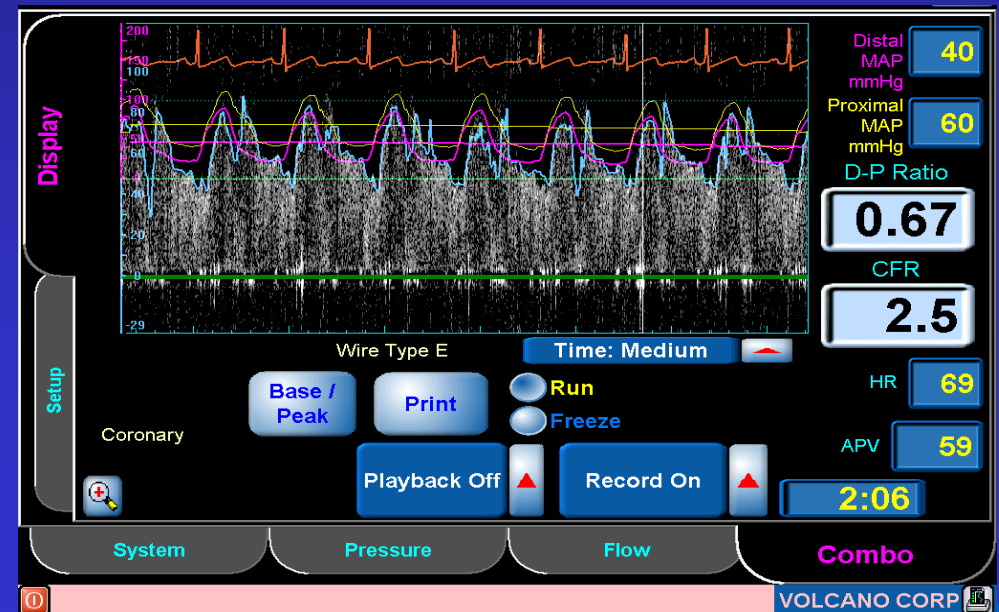 Display
Setup
200
150
100
100
80
60
40
20
0
-29
Distal
MAP
mmHg
40
Proximal
MAP
mmHg
60
D-P Ratio
0.67
CFR
2.5
Wire Type E
Time: Medium
Base /
Peak
Print
Run
Freeze
HR
69
Coronary
APV
59
Playback Off
Record On
2:06
System
Pressure
Flow
Combo
VOLCANO CORP